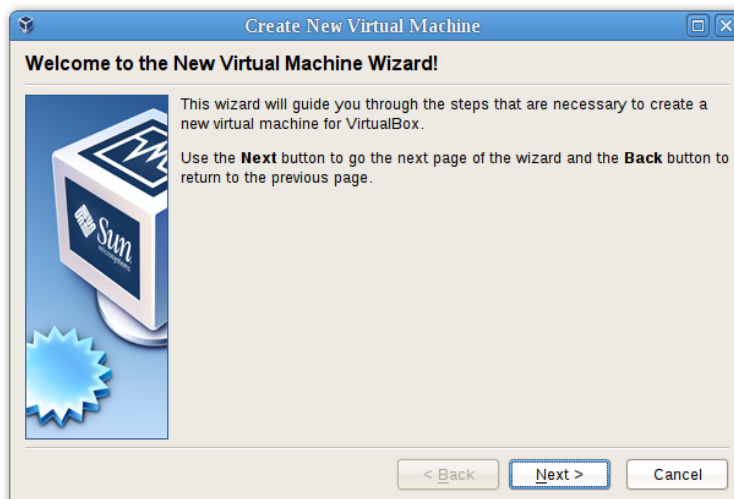 Create New Virtual Machine
Welcome to the New Virtual Machine Wizard!
This wizard will guide you through the steps that are necessary to create a
new virtual machine for VirtualBox.
Use the Next button to go the next page of the wizard and the Back button to
return to the previous page.
Sun
microsystems
< Back
Next >
Cancel